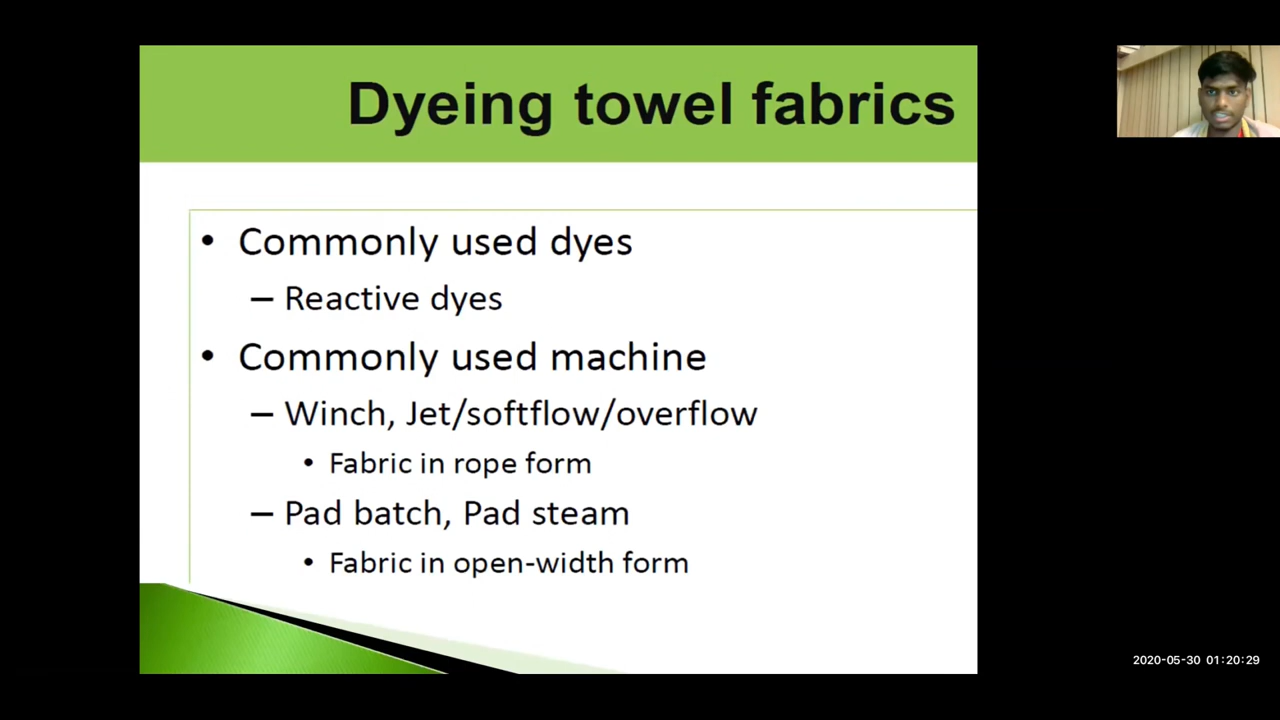 Dyeing towel fabrics
• Commonly used dyes
– Reactive dyes
• Commonly used machine
– Winch, Jet/softflow/overflow
• Fabric in rope form
– Pad batch, Pad steam
• Fabric in open-width form
2020-05-30 01:20:29